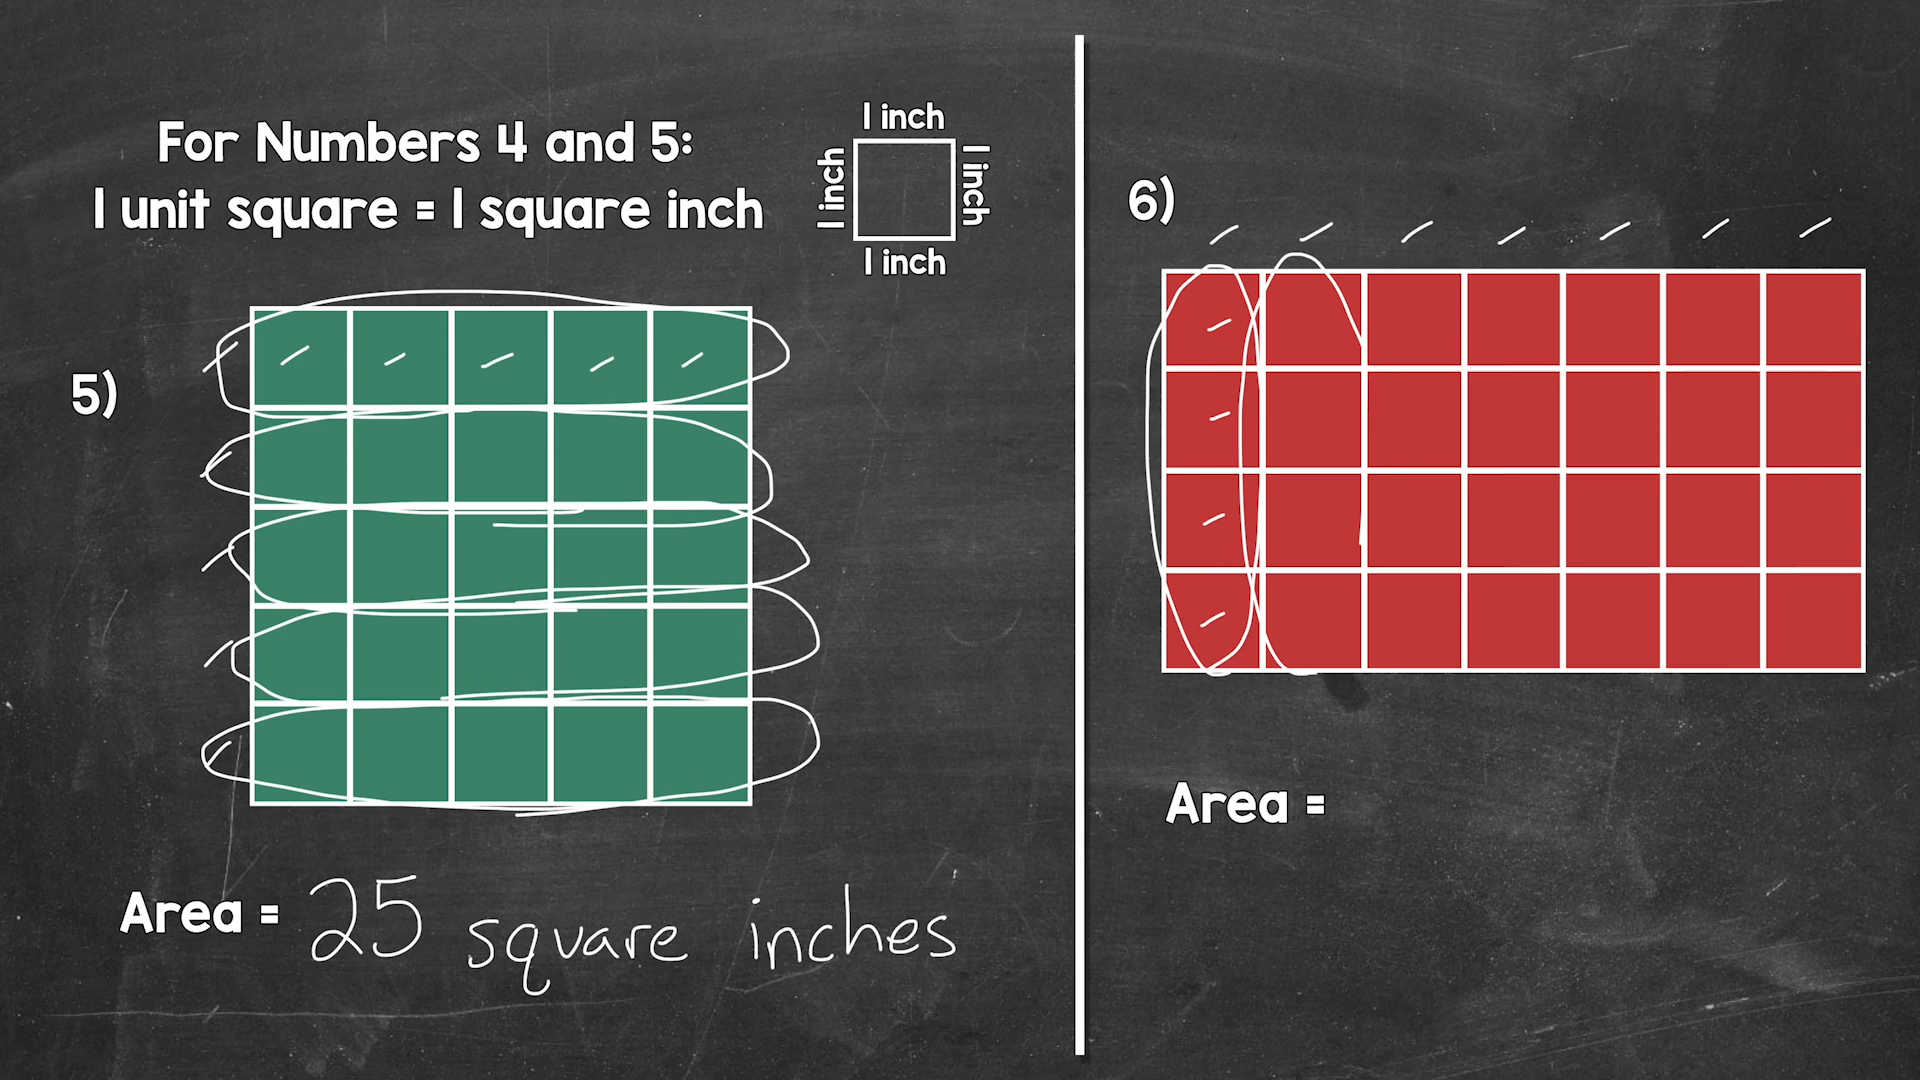 For Numbers 4 and 5:
1 unit square = 1 square inch
1 inch
1 inch
1 inch
1 inch
5)
Area = 25 square inches
6)
Area =